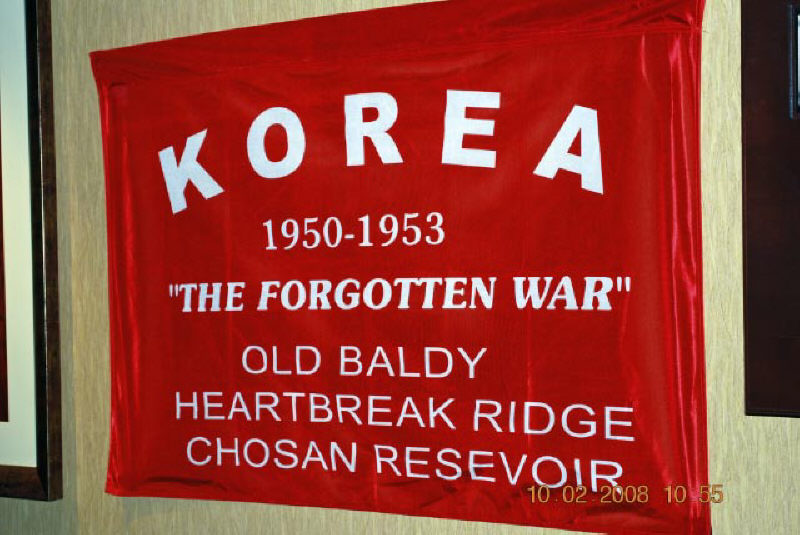 KOREA
1950-1953
"THE FORGOTTEN WAR"
OLD BALDY
HEARTBREAK RIDGE
CHOSAN RESEVOIR
10.02.2008 10:55